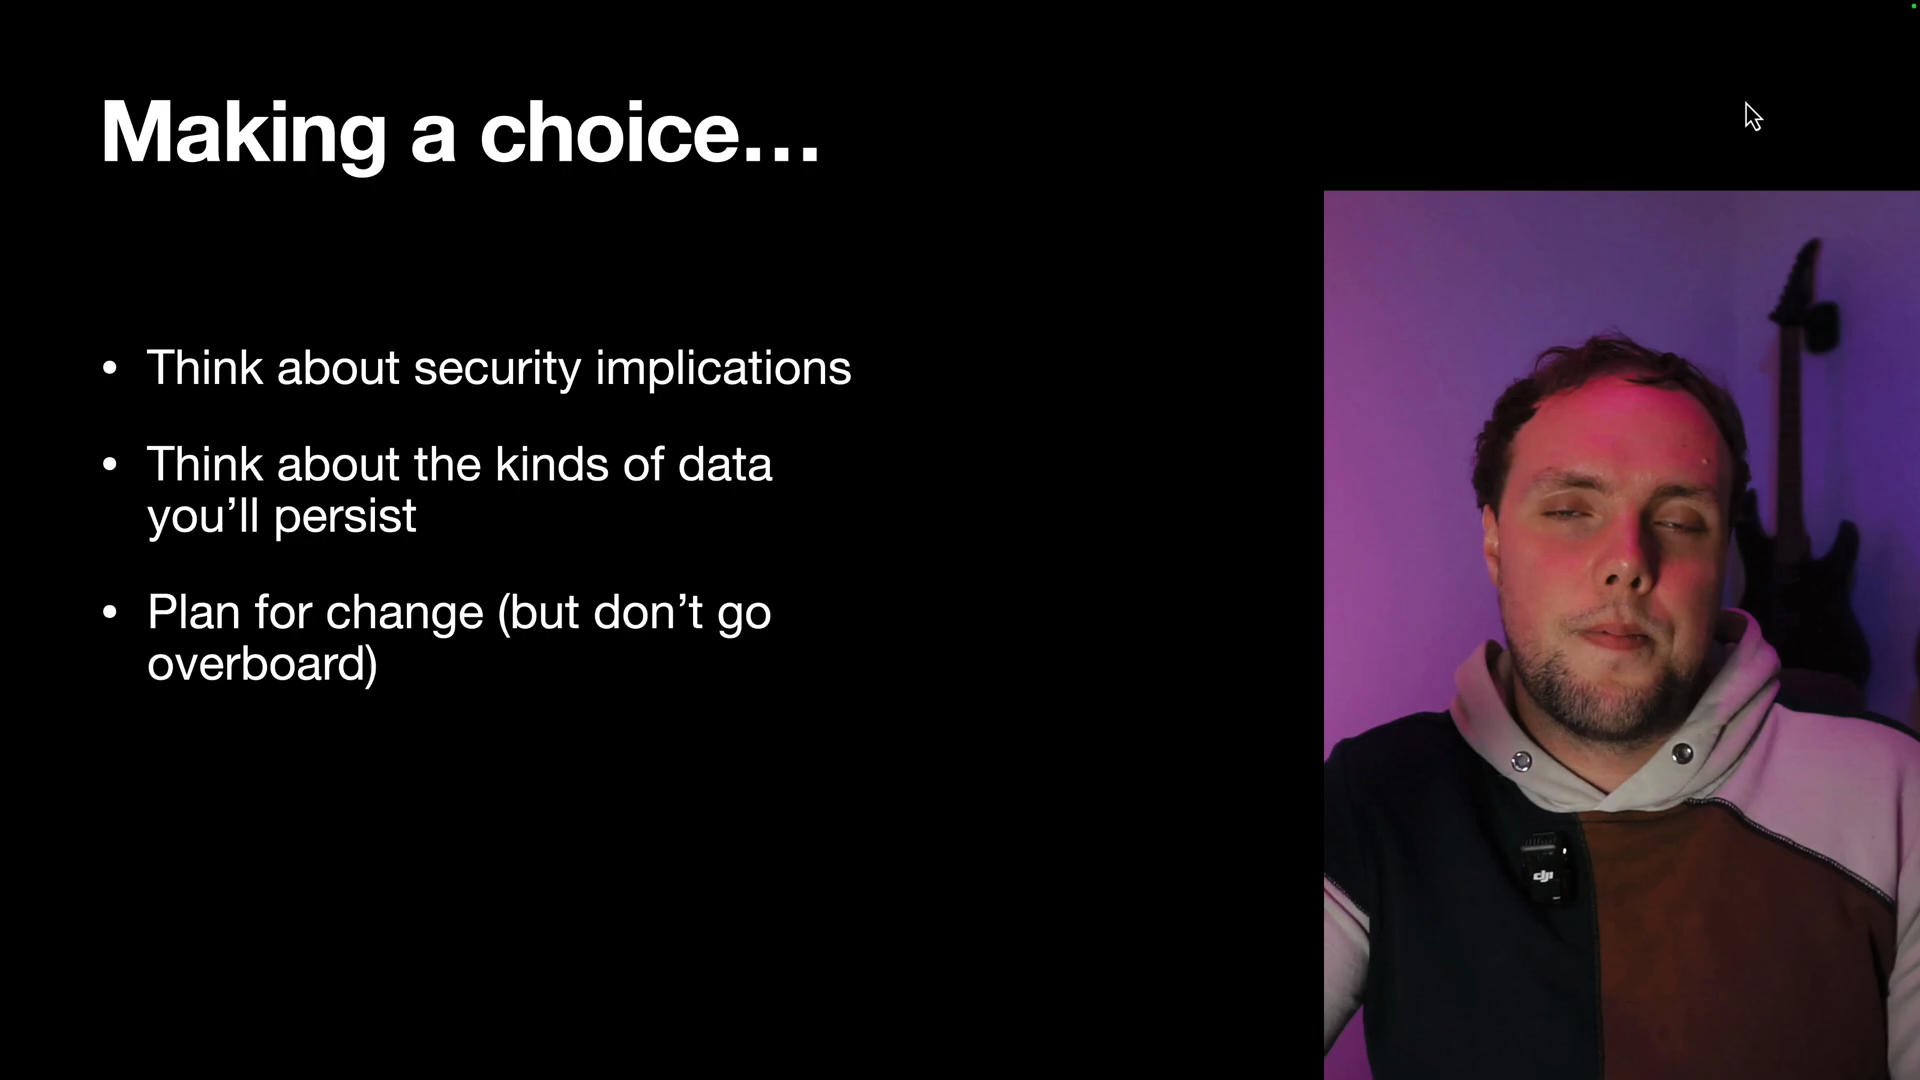 Making a choice…
• Think about security implications
• Think about the kinds of data
you’ll persist
• Plan for change (but don’t go
overboard)
dji